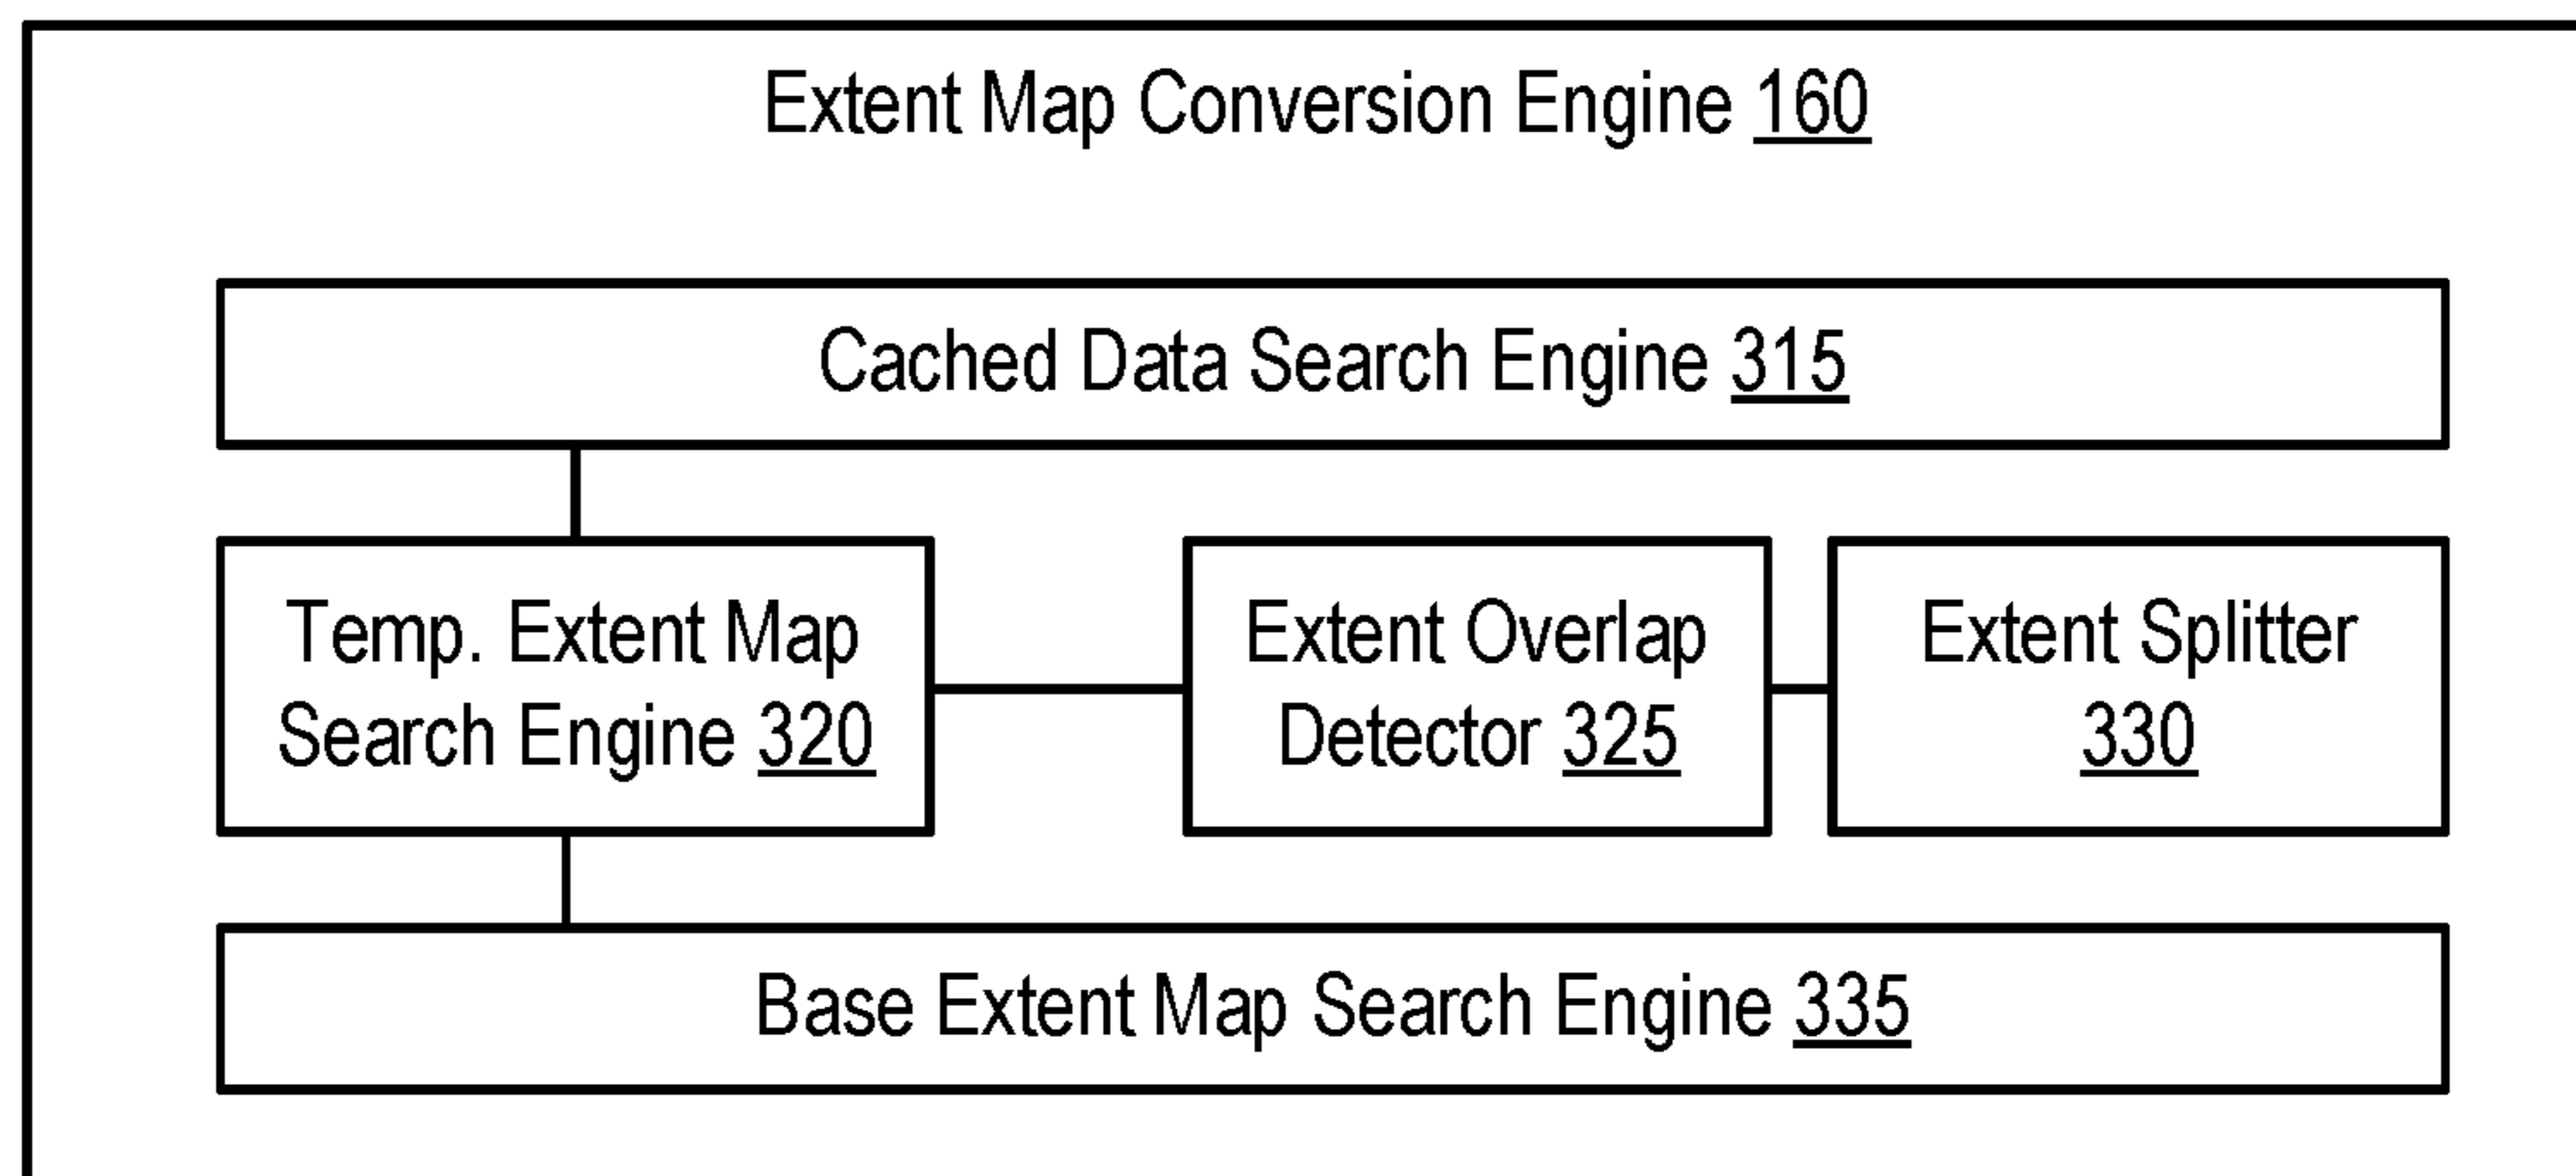 Extent Map Conversion Engine 160
Cached Data Search Engine 315
Temp. Extent Map
Search Engine 320
Extent Overlap
Detector 325
Extent Splitter
330
Base Extent Map Search Engine 335